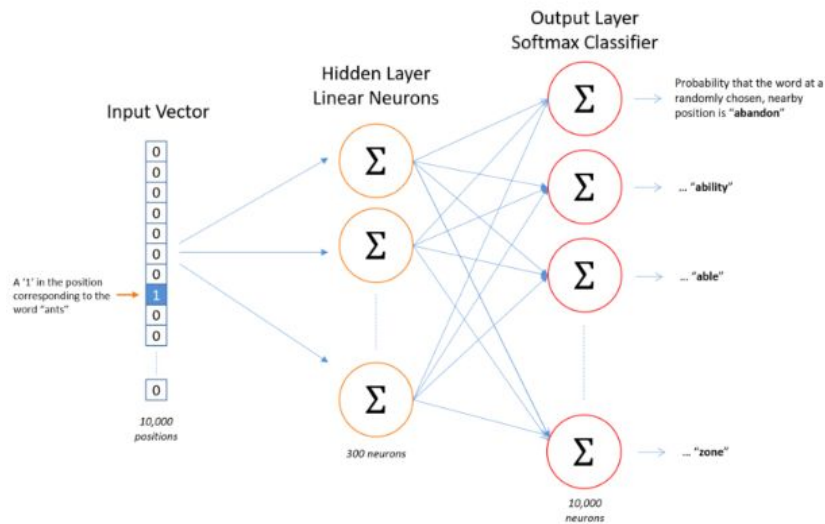 Output Layer
Softmax Classifier
Hidden Layer
Linear Neurons
Input Vector
Σ
Probability that the word at a
randomly chosen, nearby
position is “abandon”
0
0
0
0
0
0
0
1
0
0
0
Σ
Σ
... “ability”
Σ
Σ
... “able”
A ‘1’ in the position
corresponding to the
word “ants”
Σ
Σ
... “zone”
10,000
positions
300 neurons
10,000
neurons